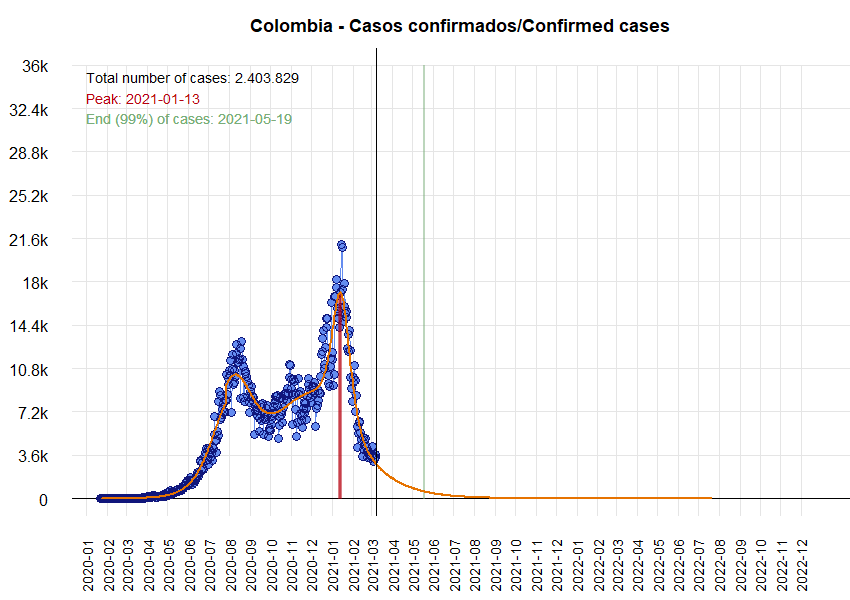 Colombia - Casos confirmados/Confirmed cases
36k
32.4k
28.8k
25.2k
21.6k
18k
14.4k
10.8k
7.2k
3.6k
0
Total number of cases: 2.403.829
Peak: 2021-01-13
End (99%) of cases: 2021-05-19
2020-01
2020-02
2020-03
2020-04
2020-05
2020-06
2020-07
2020-08
2020-09
2020-10
2020-11
2020-12
2021-01
2021-02
2021-03
2021-04
2021-05
2021-06
2021-07
2021-08
2021-09
2021-10
2021-11
2021-12
2022-01
2022-02
2022-03
2022-04
2022-05
2022-06
2022-07
2022-08
2022-09
2022-10
2022-11
2022-12